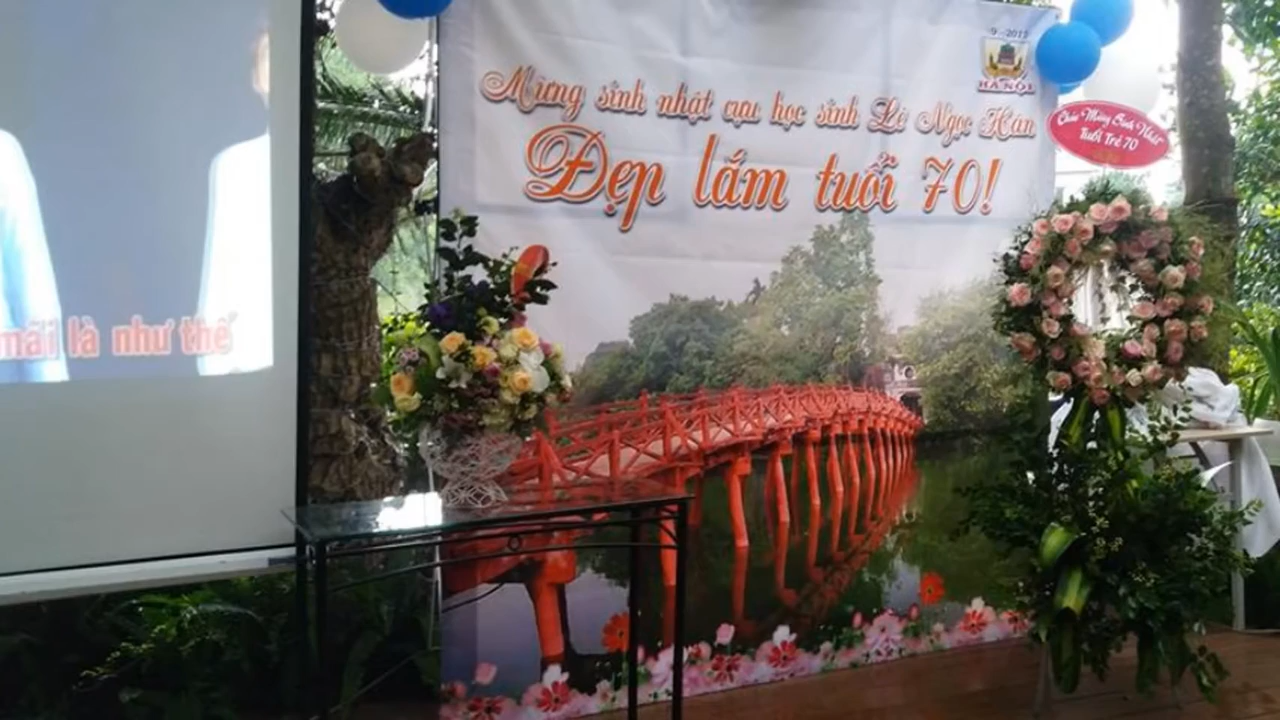 9 - 2017
HÀ NỘI
Mừng sinh nhật cựu học sinh Lê Ngọc Hân
Đẹp lắm tuổi 70!
Chúc Mừng Sinh Nhật
Tuổi Trẻ 70
mãi là như thế